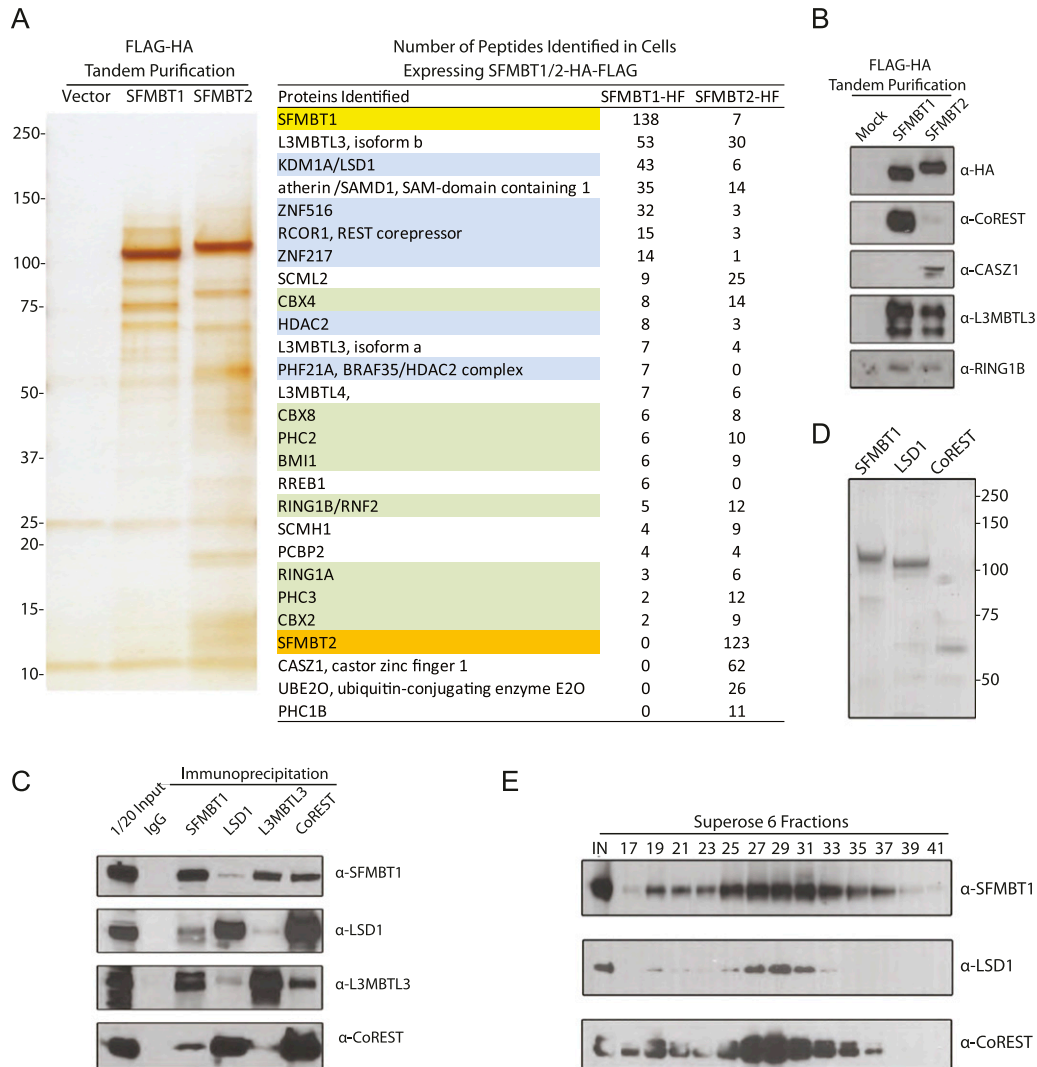 A
FLAG-HA
Tandem Purification
Vector SFMBT1 SFMBT2
250-
150-
100-
75-
50-
37-
25-
20-
15-
10-
Number of Peptides Identified in Cells
Expressing SFMBT1/2-HA-FLAG
Proteins Identified SFMBT1-HF SFMBT2-HF
SFMBT1 138 7
L3MBTL3, isoform b 53 30
KDM1A/LSD1 43 6
atherin /SAMD1, SAM-domain containing 1 35 14
ZNF516 32 3
RCOR1, REST corepressor 15 3
ZNF217 14 1
SCML2 9 25
CBX4 8 14
HDAC2 8 3
L3MBTL3, isoform a 7 4
PHF21A, BRAF35/HDAC2 complex 7 0
L3MBTL4, 7 6
CBX8 6 8
PHC2 6 10
BMI1 6 9
RREB1 6 0
RING1B/RNF2 5 12
SCMH1 4 9
PCBP2 4 4
RING1A 3 6
PHC3 2 12
CBX2 2 9
SFMBT2 0 123
CASZ1, castor zinc finger 1 0 62
UBE2O, ubiquitin-conjugating enzyme E2O 0 26
PHC1B 0 11
B
FLAG-HA
Tandem Purification
Mock SFMBT1 SFMBT2
α-HA
α-CoREST
α-CASZ1
α-L3MBTL3
α-RING1B
D
SFMBT1 LSD1 CoREST
-250
-150
-100
-75
-50
C
Immunoprecipitation
1/20 Input IgG SFMBT1 LSD1 L3MBTL3 CoREST
α-SFMBT1
α-LSD1
α-L3MBTL3
α-CoREST
E
Superose 6 Fractions
IN 17 19 21 23 25 27 29 31 33 35 37 39 41
α-SFMBT1
α-LSD1
α-CoREST